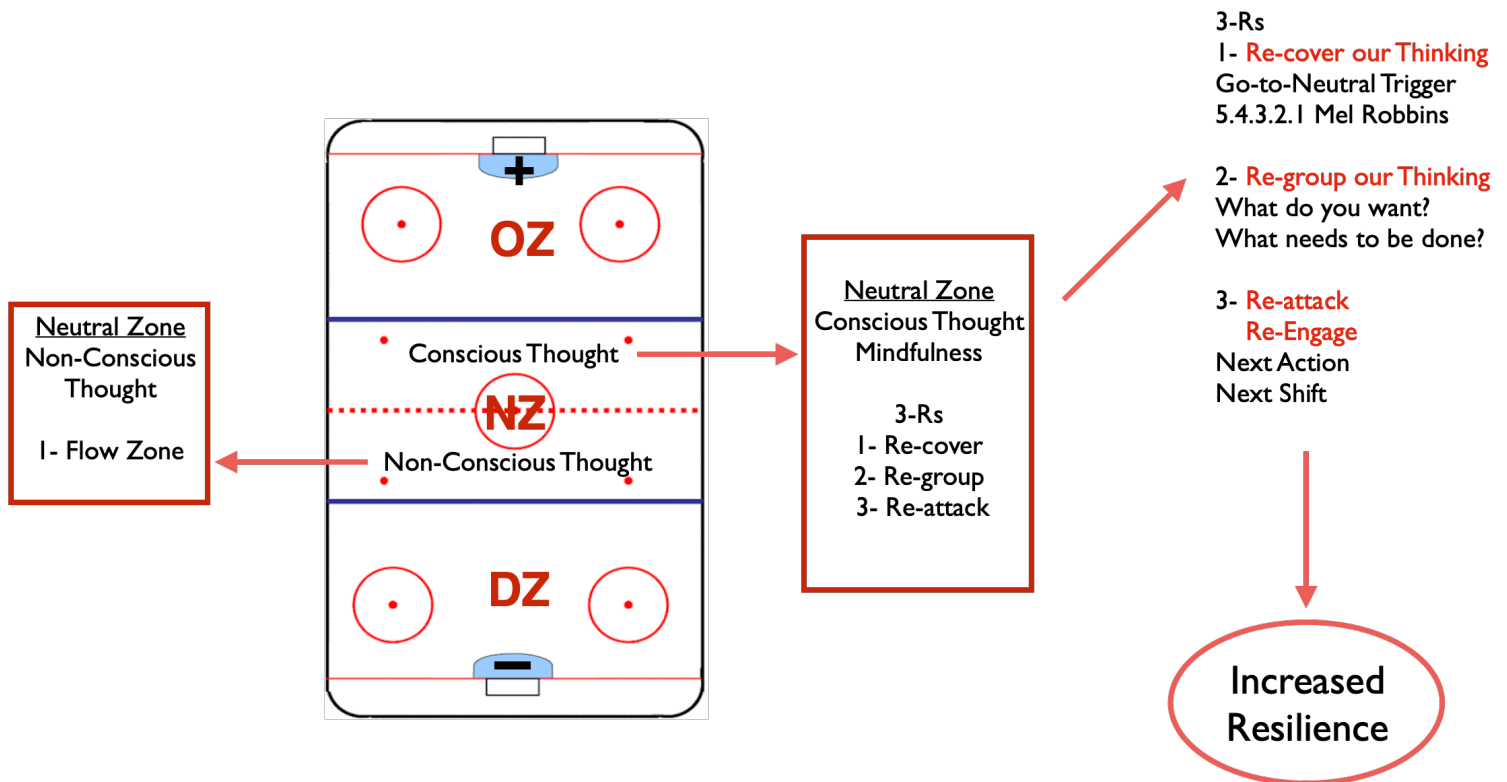 Neutral Zone
Non-Conscious
Thought
1- Flow Zone
+
OZ
Conscious Thought
NZ
Non-Conscious Thought
DZ
−
Neutral Zone
Conscious Thought
Mindfulness
3-Rs
1- Re-cover
2- Re-group
3- Re-attack
3-Rs
1- Re-cover our Thinking
Go-to-Neutral Trigger
5.4.3.2.1 Mel Robbins
2- Re-group our Thinking
What do you want?
What needs to be done?
3- Re-attack
Re-Engage
Next Action
Next Shift
Increased
Resilience